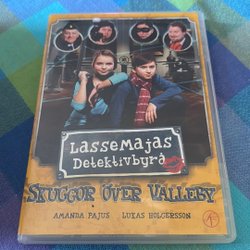 LasseMajas
Detektivbyrå
Skuggor över Valleby
Amanda Pajus Lukas Holgersson